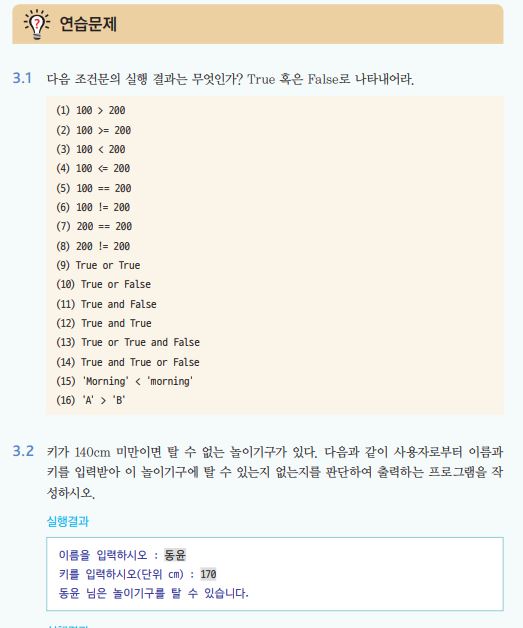 ?
연습문제
3.1 다음 조건문의 실행 결과는 무엇인가? True 혹은 False로 나타내어라.
(1) 100 > 200
(2) 100 >= 200
(3) 100 < 200
(4) 100 <= 200
(5) 100 == 200
(6) 100 != 200
(7) 200 == 200
(8) 200 != 200
(9) True or True
(10) True or False
(11) True and False
(12) True and True
(13) True or True and False
(14) True and True or False
(15) 'Morning' < 'morning'
(16) 'A' > 'B'
3.2 키가 140cm 미만이면 탈 수 없는 놀이기구가 있다. 다음과 같이 사용자로부터 이름과
키를 입력받아 이 놀이기구에 탈 수 있는지 없는지를 판단하여 출력하는 프로그램을 작
성하시오.
실행결과
이름을 입력하시오 : 동윤
키를 입력하시오(단위 cm) : 170
동윤 님은 놀이기구를 탈 수 있습니다.